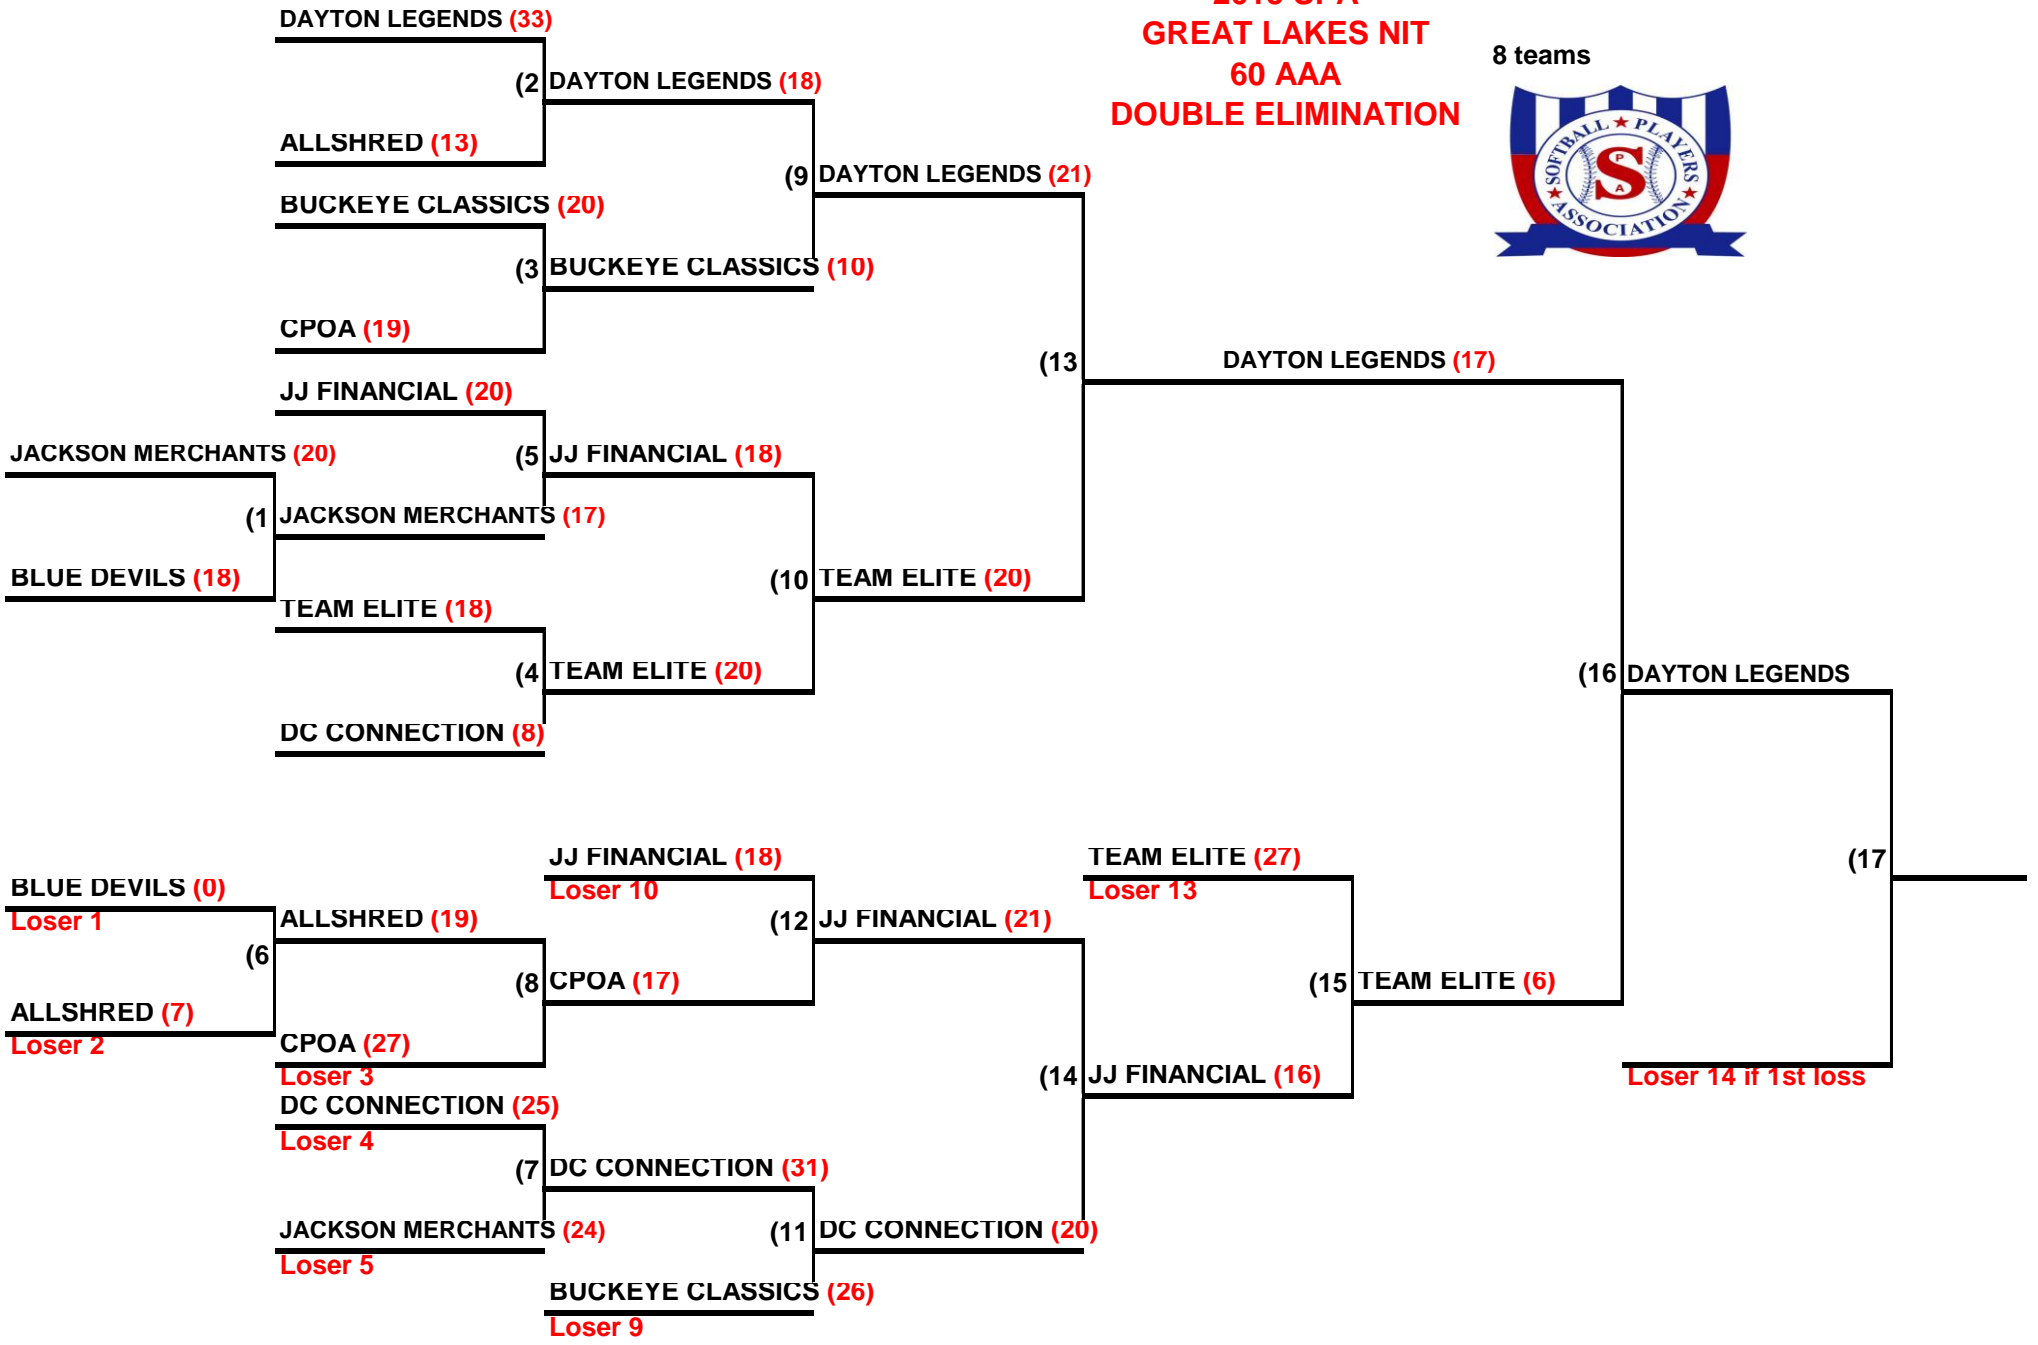 GREAT LAKES NIT
60 AAA
DOUBLE ELIMINATION
8 teams
SOFTBALL ★ PLAYERS ★ ASSOCIATION ★
S
P
A
DAYTON LEGENDS (33)
(2 DAYTON LEGENDS (18)
ALLSHRED (13)
(9 DAYTON LEGENDS (21)
BUCKEYE CLASSICS (20)
(3 BUCKEYE CLASSICS (10)
CPOA (19)
(13 DAYTON LEGENDS (17)
JJ FINANCIAL (20)
JACKSON MERCHANTS (20)
(5 JJ FINANCIAL (18)
(1 JACKSON MERCHANTS (17)
BLUE DEVILS (18)
(10 TEAM ELITE (20)
TEAM ELITE (18)
(4 TEAM ELITE (20)
(16 DAYTON LEGENDS
DC CONNECTION (8)
JJ FINANCIAL (18)
Loser 10
TEAM ELITE (27)
Loser 13
(17
BLUE DEVILS (0)
Loser 1
ALLSHRED (19)
(12 JJ FINANCIAL (21)
(6
(8 CPOA (17)
(15 TEAM ELITE (6)
ALLSHRED (7)
Loser 2
CPOA (27)
Loser 3
(14 JJ FINANCIAL (16)
Loser 14 if 1st loss
DC CONNECTION (25)
Loser 4
(7 DC CONNECTION (31)
JACKSON MERCHANTS (24)
Loser 5
(11 DC CONNECTION (20)
BUCKEYE CLASSICS (26)
Loser 9